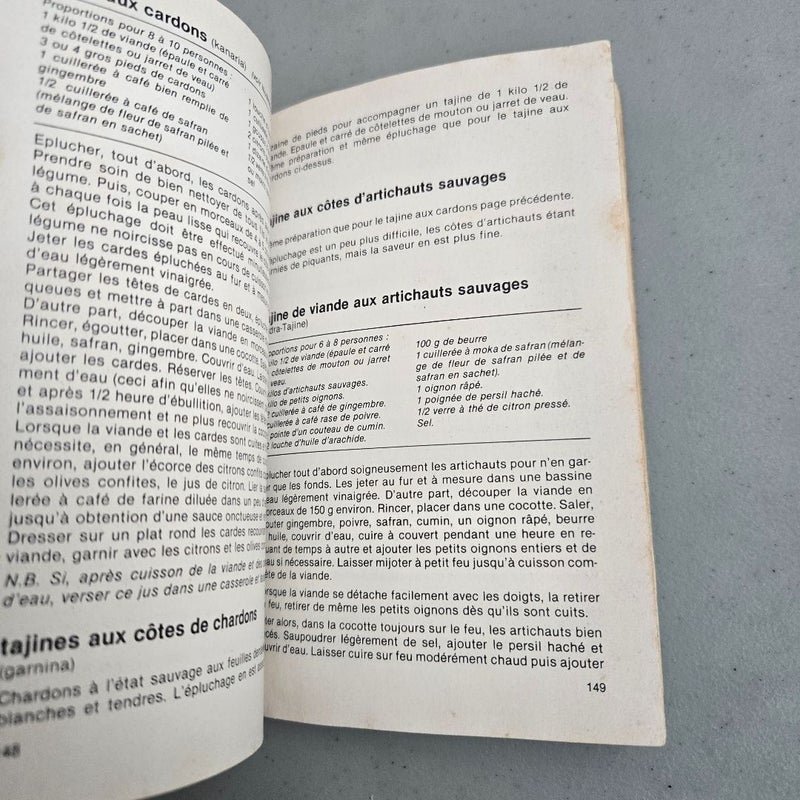 aux cardons (kanaria)
Proportions pour 8 à 10 personnes :
1 kilo 1/2 de viande (épaule et carré
de côtelettes ou jarret de veau)
3 ou 4 gros pieds de cardons
1 cuillerée à café bien remplie de
gingembre
1/2 cuillerée à café de safran
(mélange de fleur de safran pilée et
de safran en sachet)
sel.
Eplucher, tout d'abord, les cardons
Prendre soin de bien nettoyer de
légume. Puis, couper en morceaux de 4 à
à chaque fois la peau lisse qui recouvre
Cet épluchage doit être effectué
légume ne noircisse pas en cours de
Jeter les cardes épluchées au fur et à
d'eau légèrement vinaigrée.
Partager les têtes de cardes en deux,
queues et mettre à part dans une casserole
D'autre part, découper la viande en
Rincer, égoutter, placer dans une cocotte.
huile, safran, gingembre. Couvrir d'eau.
ajouter les cardes. Réserver les têtes.
ment d'eau (ceci afin qu'elles ne noircissent
et après 1/2 heure d'ébullition, ajouter les
l'assaisonnement et ne plus recouvrir la
Lorsque la viande et les cardes sont cuites
nécessite, en général, le même temps de
environ, ajouter l'écorce des citrons confits
les olives confites, le jus de citron. Lier la
lerée à café de farine diluée dans un peu
jusqu'à obtention d'une sauce onctueuse et
Dresser sur un plat rond les cardes
viande, garnir avec les citrons et les olives
N.B. Si, après cuisson de la viande et des
d'eau, verser ce jus dans une casserole et
tajines aux côtes de chardons
(garnina)
Chardons à l'état sauvage aux feuilles
blanches et tendres. L'épluchage en est
148
zaine de pieds pour accompagner un tajine de 1 kilo 1/2 de
ande. Epaule et carré de côtelettes de mouton ou jarret de veau.
ême préparation et même épluchage que pour le tajine aux
ardons ci-dessus.
ajine aux côtes d'artichauts sauvages
ême préparation que pour le tajine aux cardons page précédente.
épluchage est un peu plus difficile, les côtes d'artichauts étant
rnies de piquants, mais la saveur en est plus fine.
ajine de viande aux artichauts sauvages
dra-Tajine)
oportions pour 6 à 8 personnes :
kilo 1/2 de viande (épaule et carré
côtelettes de mouton ou jarret
veau.
kilos d'artichauts sauvages.
kilo de petits oignons.
cuillerée à café de gingembre.
cuillerée à café rase de poivre.
pointe d'un couteau de cumin.
2 louche d'huile d'arachide.
100 g de beurre
1 cuillerée à moka de safran (mélan-
ge de fleur de safran pilée et de
safran en sachet).
1 oignon râpé.
1 poignée de persil haché.
1/2 verre à thé de citron pressé.
Sel.
plucher tout d'abord soigneusement les artichauts pour n'en gar-
que les fonds. Les jeter au fur et à mesure dans une bassine
eau légèrement vinaigrée. D'autre part, découper la viande en
orceaux de 150 g environ. Rincer, placer dans une cocotte. Saler,
outer gingembre, poivre, safran, cumin, un oignon râpé, beurre
huile, couvrir d'eau, cuire à couvert pendant une heure en re-
uant de temps à autre et ajouter les petits oignons entiers et de
au si nécessaire. Laisser mijoter à petit feu jusqu'à cuisson com-
ète de la viande.
orsque la viande se détache facilement avec les doigts, la retirer
feu, retirer de même les petits oignons dès qu'ils sont cuits.
ter alors, dans la cocotte toujours sur le feu, les artichauts bien
cés. Saupoudrer légèrement de sel, ajouter le persil haché et
ouvrir d'eau. Laisser cuire sur feu modérément chaud puis ajouter
149